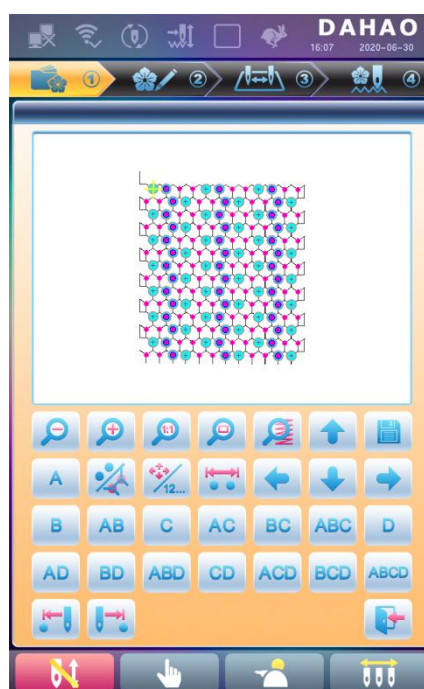 DAHAO
16:07 2020-06-30
① ② ③ ④
1:1
A 12...
B AB C AC BC ABC D
AD BD ABD CD ACD BCD ABCD